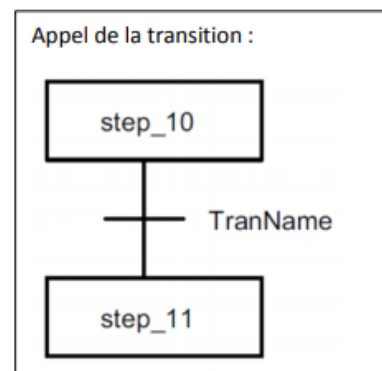 Appel de la transition :
step_10
TranName
step_11